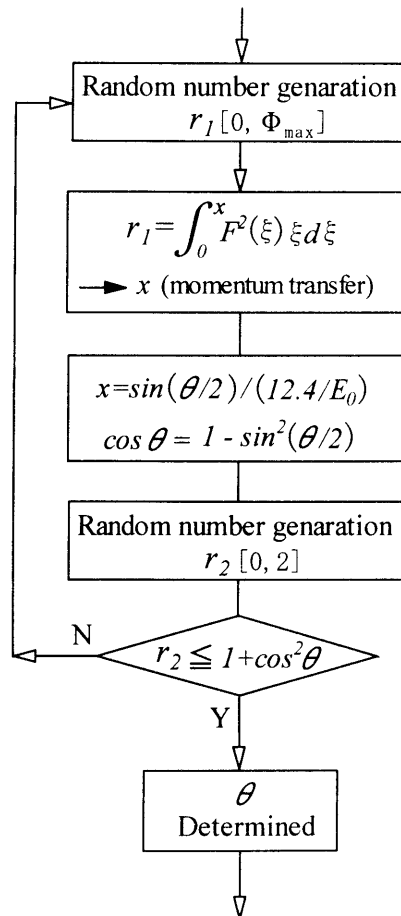 Random number genaration
r₁ [0, Φₘₐₓ]
r₁ = ∫₀ˣ F²(ξ) ξ d ξ
→ x (momentum transfer)
x=sin(θ/2)/(12.4/E₀)
cos θ = 1 - sin²(θ/2)
Random number genaration
r₂ [0, 2]
N
r₂ ≦ 1+cos²θ
Y
θ
Determined